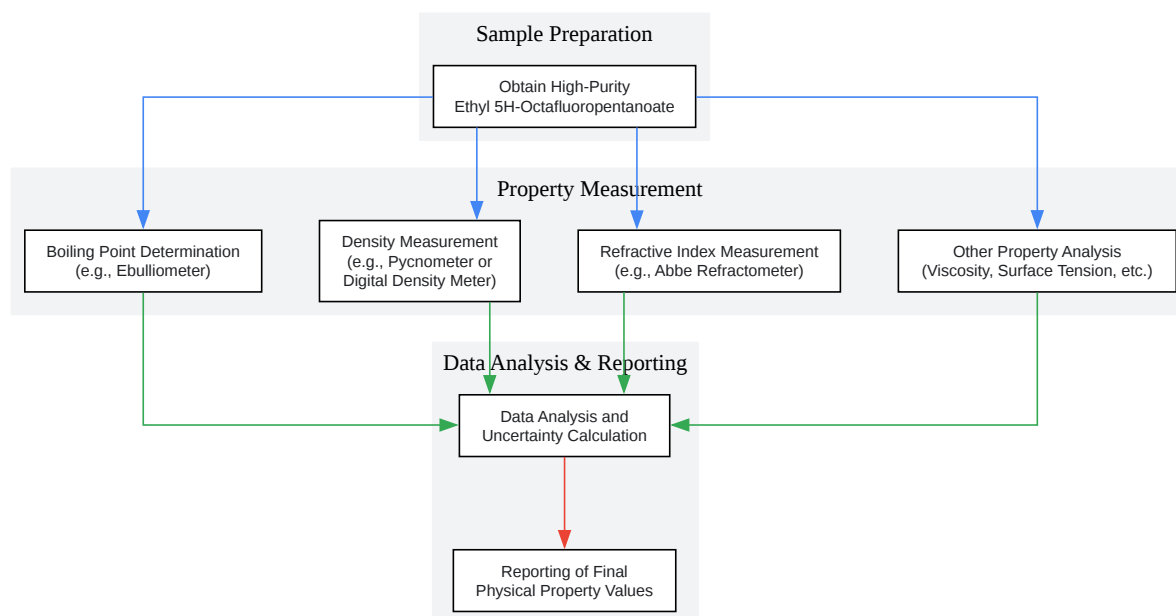 Sample Preparation
Obtain High-Purity
Ethyl 5H-Octafluoropentanoate
Property Measurement
Boiling Point Determination
(e.g., Ebulliometer)
Density Measurement
(e.g., Pycnometer or
Digital Density Meter)
Refractive Index Measurement
(e.g., Abbe Refractometer)
Other Property Analysis
(Viscosity, Surface Tension, etc.)
Data Analysis & Reporting
Data Analysis and
Uncertainty Calculation
Reporting of Final
Physical Property Values